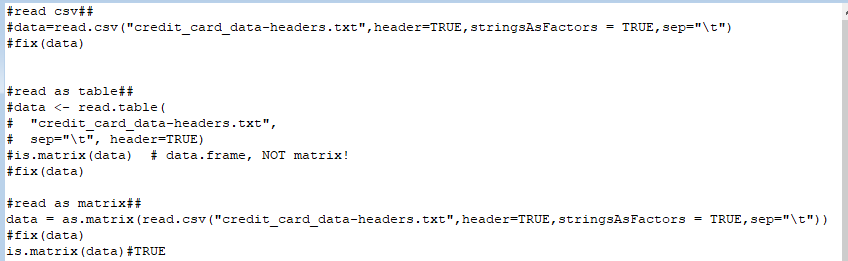 #read csv##
#data=read.csv("credit_card_data-headers.txt",header=TRUE,stringsAsFactors = TRUE,sep="\t")
#fix(data)
#read as table##
#data <- read.table(
#  "credit_card_data-headers.txt",
#  sep="\t", header=TRUE)
#is.matrix(data)  # data.frame, NOT matrix!
#fix(data)
#read as matrix##
data = as.matrix(read.csv("credit_card_data-headers.txt",header=TRUE,stringsAsFactors = TRUE,sep="\t"))
#fix(data)
is.matrix(data)#TRUE